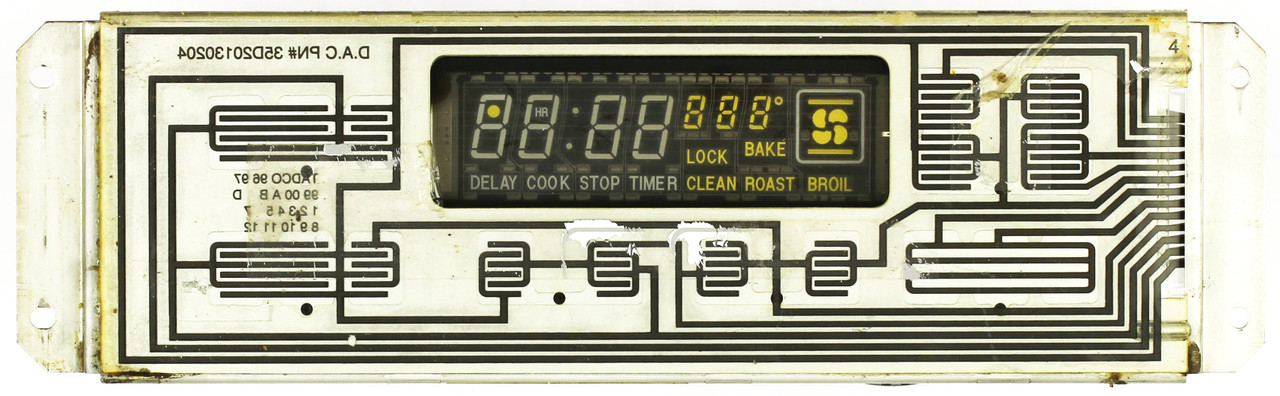 D.A.C PN# 35D20130204
4
88:88 888°
HR
LOCK BAKE
DELAY COOK STOP TIMER CLEAN ROAST BROIL
TADCO 96 97
99 00 A B D
1 2 3 4 5 7
8 9 10 11 12